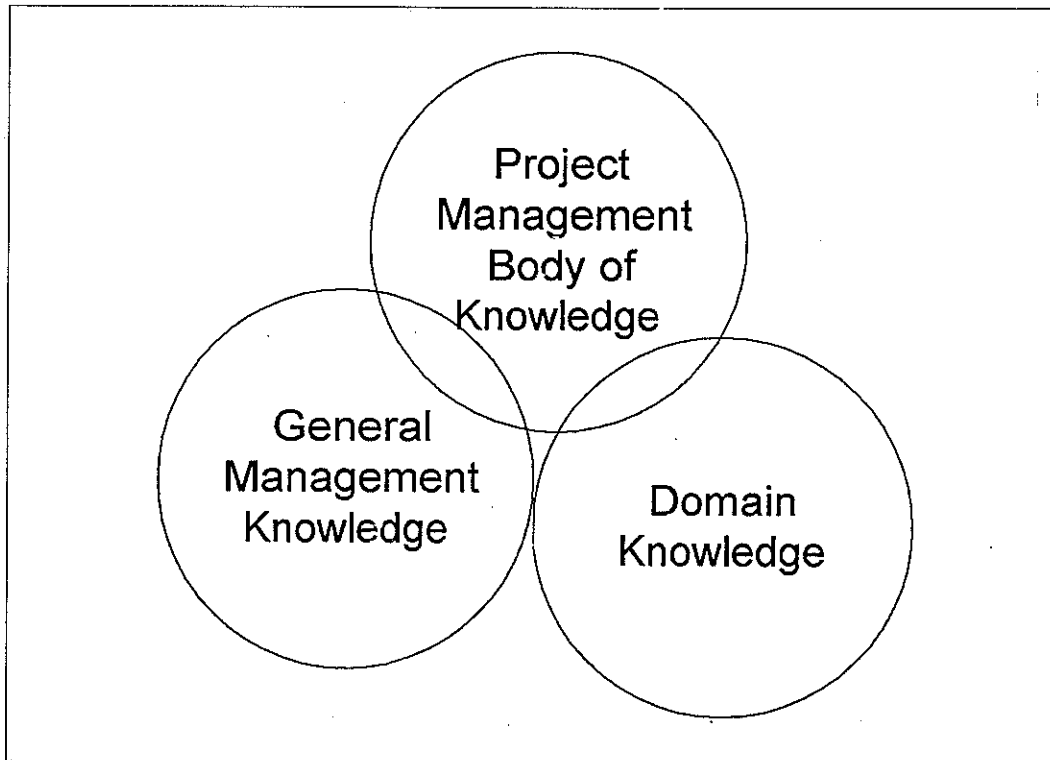 Project
Management
Body of
Knowledge
General
Management
Knowledge
Domain
Knowledge